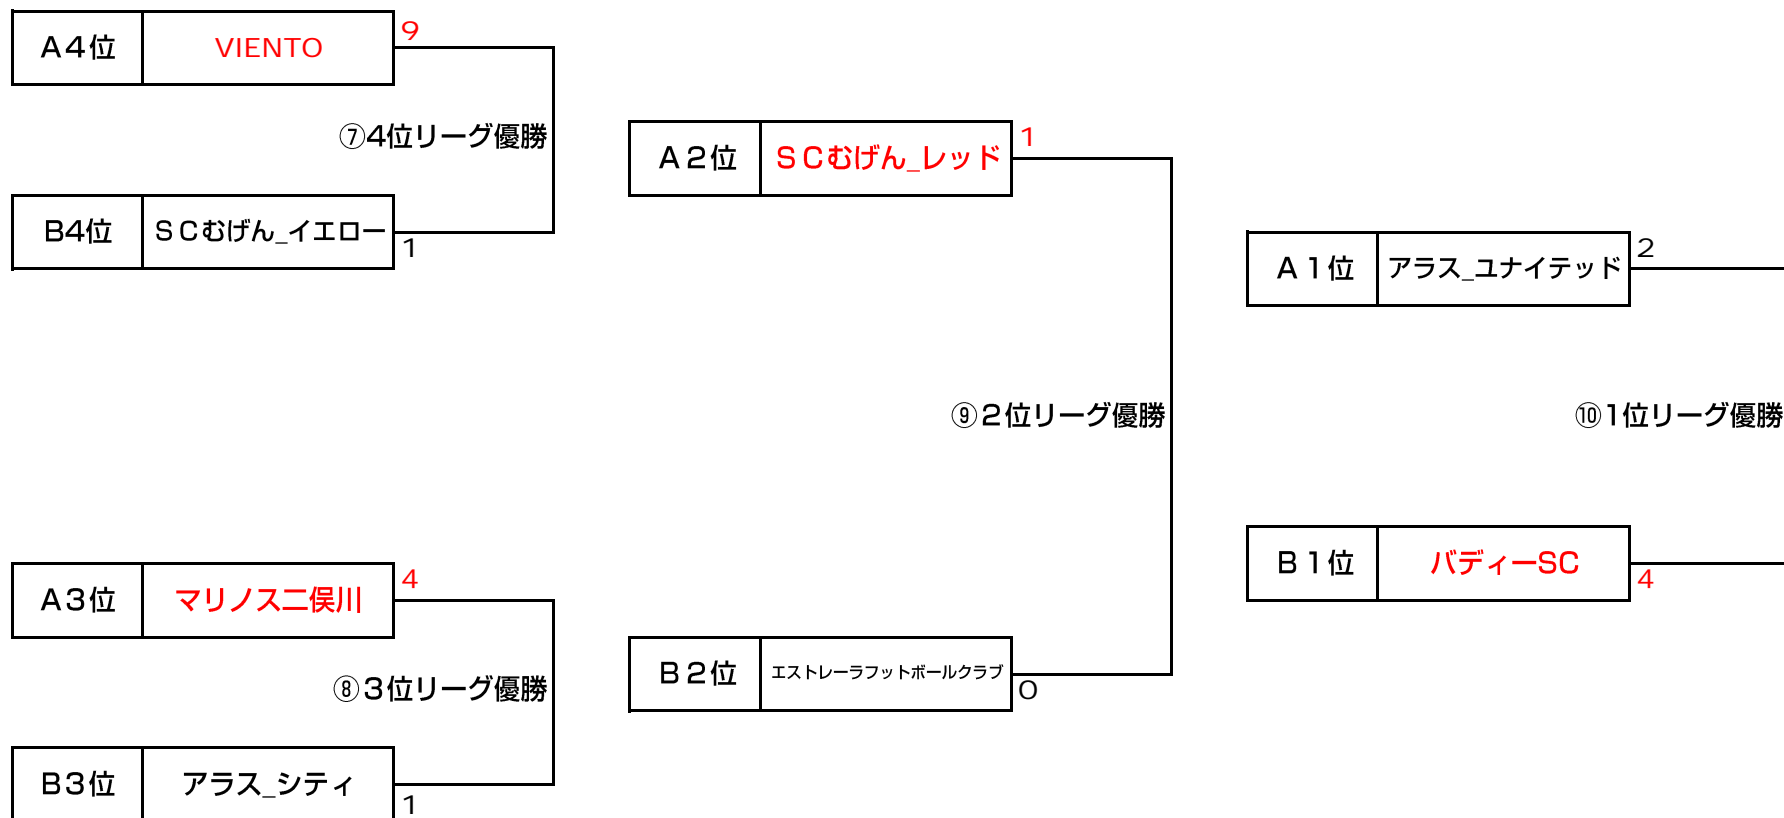 A４位 VIENTO 9
⑦4位リーグ優勝
B4位 ＳＣむげん_イエロー 1
A３位 マリノス二俣川 4
⑧３位リーグ優勝
B３位 アラス_シティ 1
A２位 ＳＣむげん_レッド 1
⑨２位リーグ優勝
B２位 エストレーラフットボールクラブ 0
A１位 アラス_ユナイテッド 2
⑩1位リーグ優勝
B１位 バディーSC 4